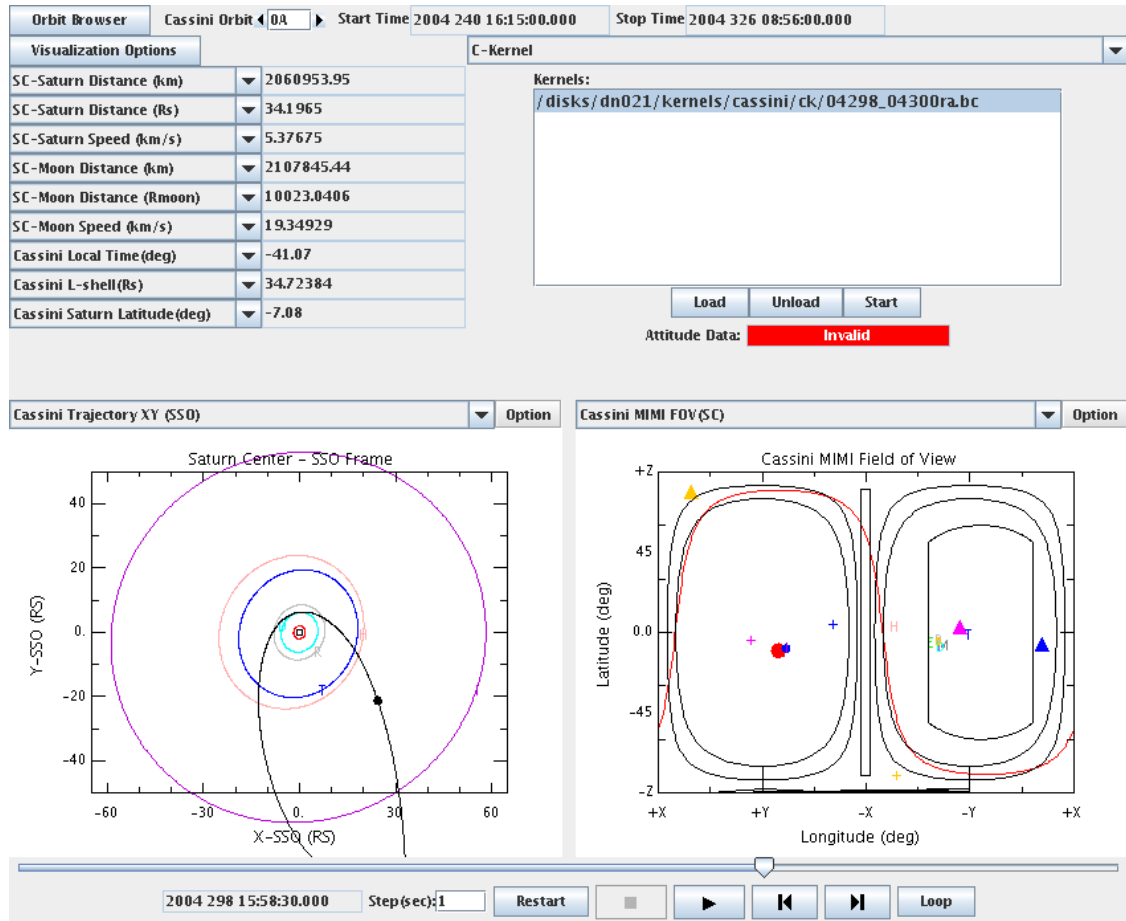 Orbit Browser Cassini Orbit 0A Start Time 2004 240 16:15:00.000 Stop Time 2004 326 08:56:00.000
Visualization Options C-Kernel
SC-Saturn Distance (km) 2060953.95
SC-Saturn Distance (Rs) 34.1965
SC-Saturn Speed (km/s) 5.37675
SC-Moon Distance (km) 2107845.44
SC-Moon Distance (Rmoon) 10023.0406
SC-Moon Speed (km/s) 19.34929
Cassini Local Time(deg) -41.07
Cassini L-shell(Rs) 34.72384
Cassini Saturn Latitude(deg) -7.08
Kernels:
/disks/dn021/kernels/cassini/ck/04298_04300ra.bc
Load Unload Start
Attitude Data: Invalid
Cassini Trajectory XY (SSO) Option
Saturn Center - SSO Frame
Y-SSO (RS)
40
20
0.
-20
-40
H
R
T
-60 -30 0. 30 60
X-SSO (RS)
Cassini MIMI FOV(SC) Option
Cassini MIMI Field of View
Latitude (deg)
+Z
45
0.0
-45
-Z
H
E
M
T
+X +Y -X -Y +X
Longitude (deg)
2004 298 15:58:30.000 Step(sec): 1 Restart Loop